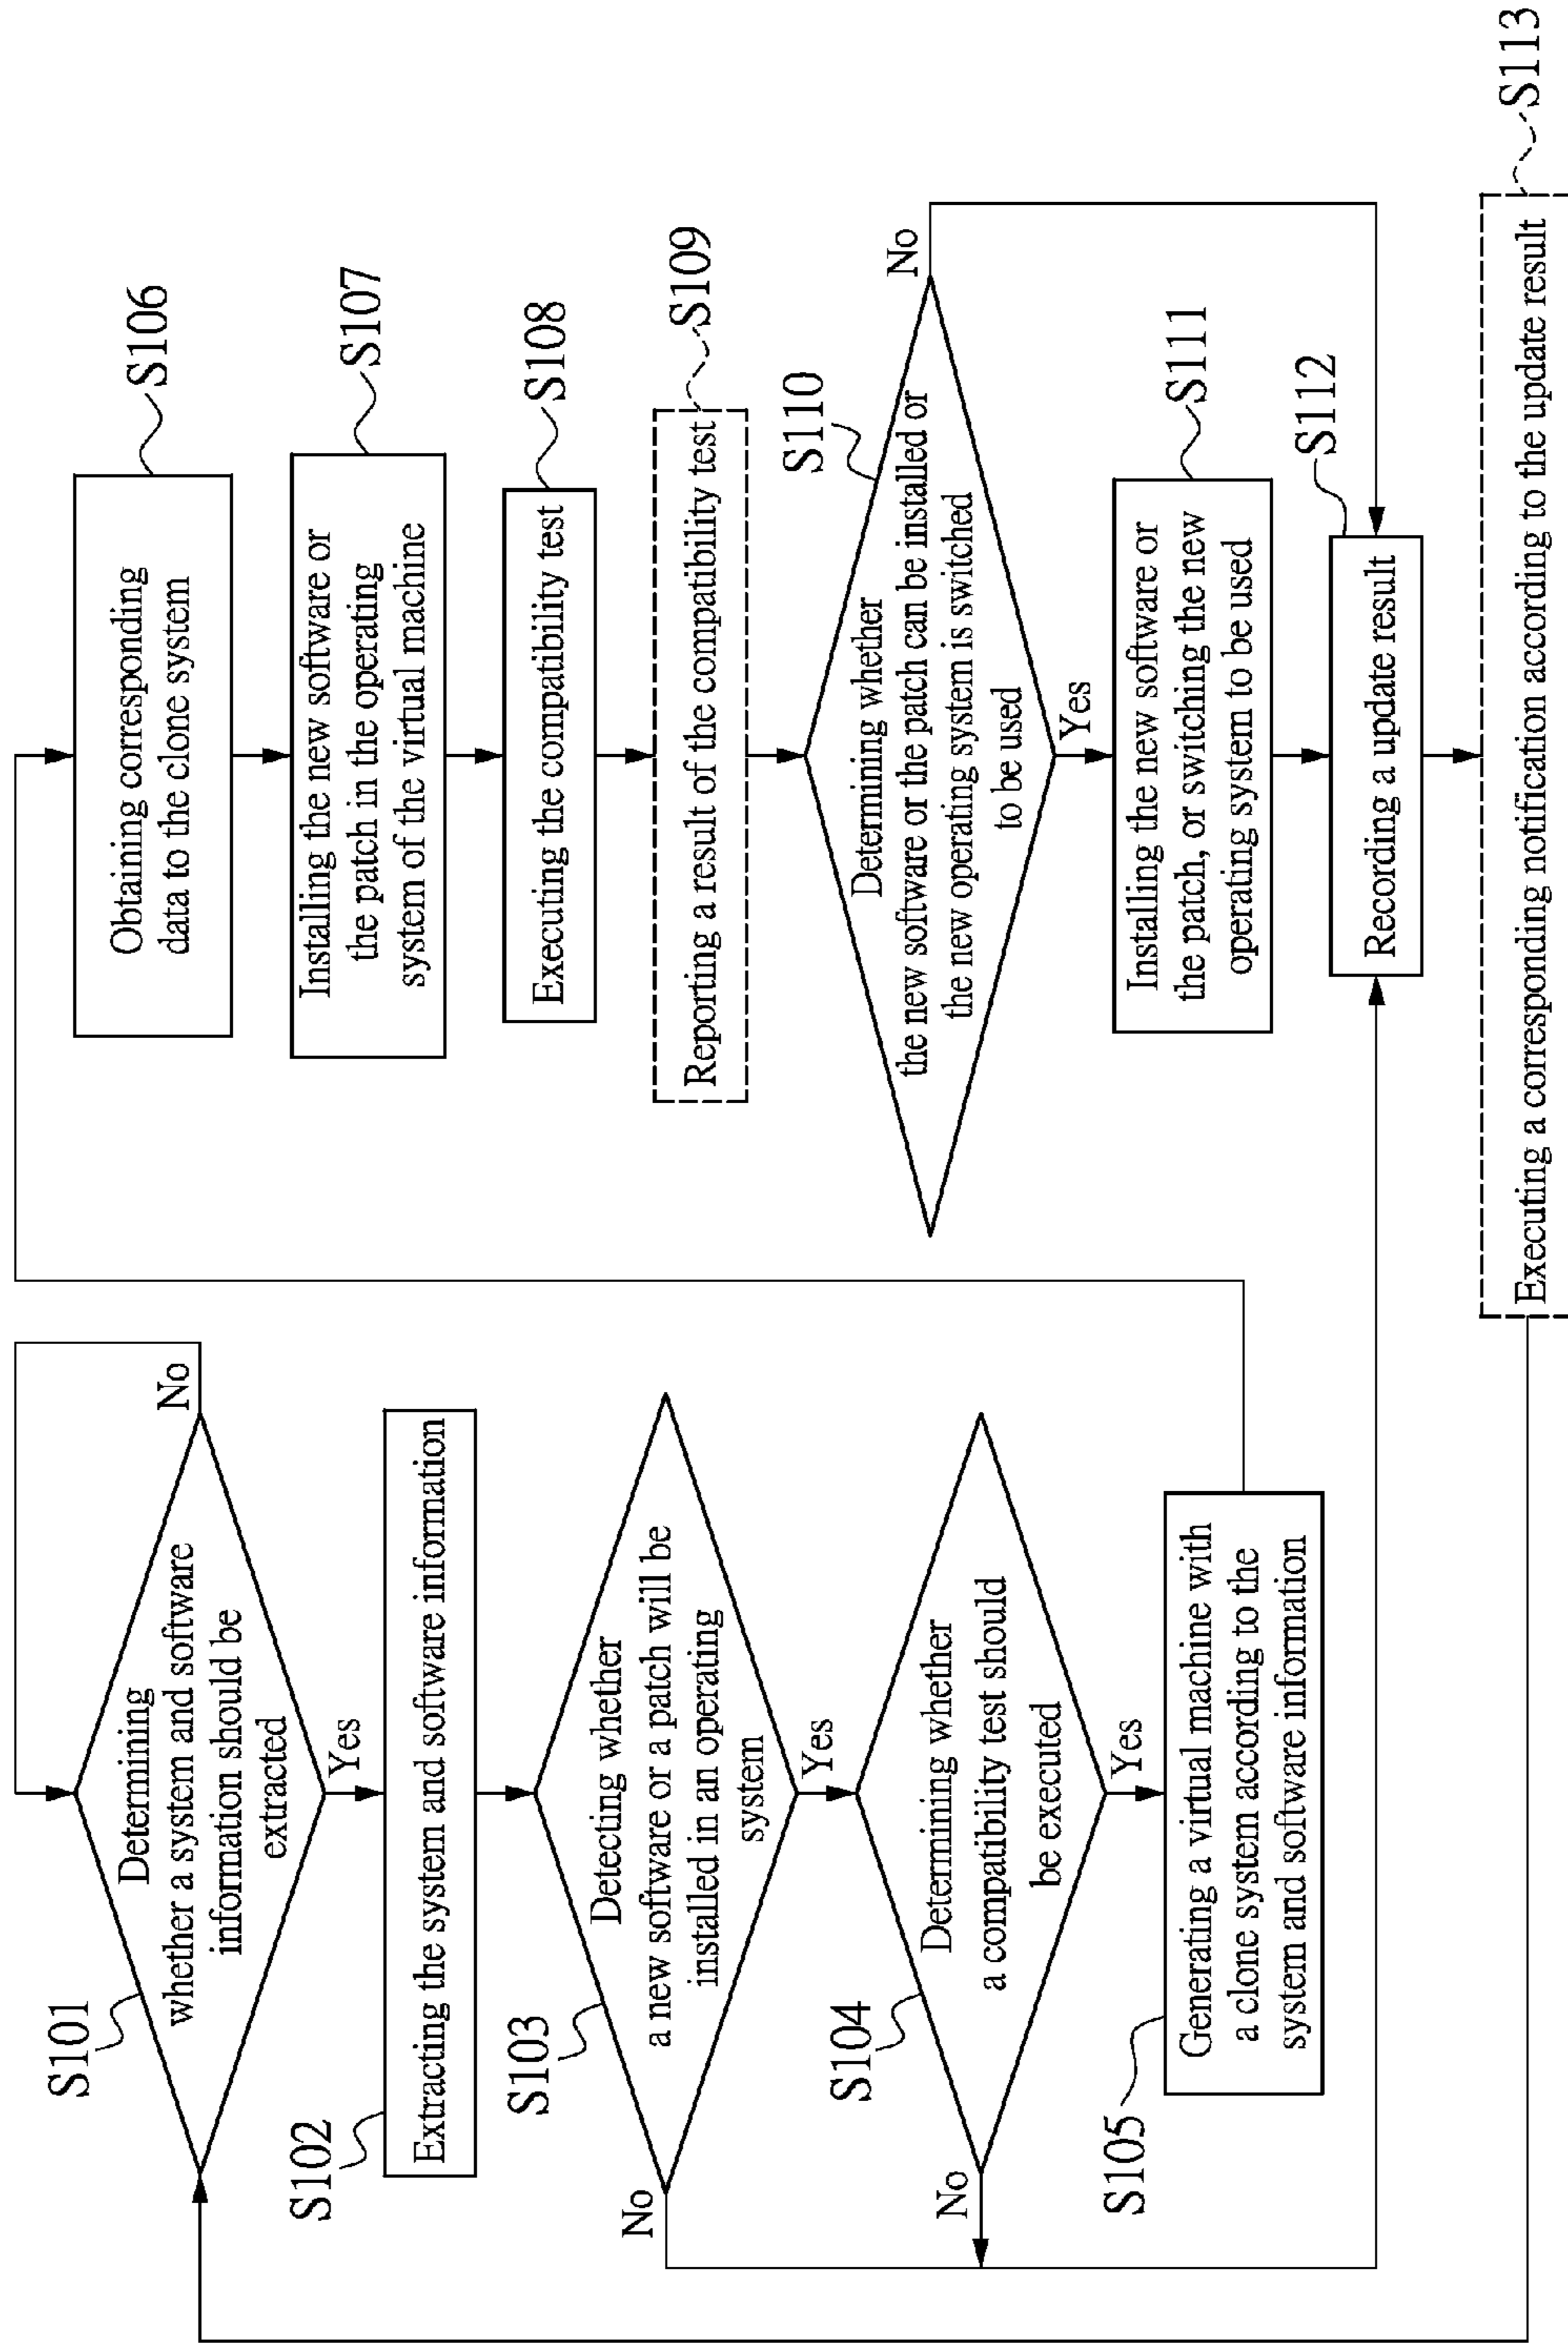 S101
Determining
whether a system and software
information should be
extracted
No
Yes
S102
Extracting the system and software information
S103
Detecting whether
a new software or a patch will be
installed in an operating
system
No
Yes
S104
Determining whether
a compatibility test should
be executed
No
Yes
S105
Generating a virtual machine with
a clone system according to the
system and software information
Obtaining corresponding
data to the clone system
S106
Installing the new software or
the patch in the operating
system of the virtual machine
S107
Executing the compatibility test
S108
Reporting a result of the compatibility test
S109
S110
Determining whether
the new software or the patch can be installed or
the new operating system is switched
to be used
No
Yes
Installing the new software or
the patch, or switching the new
operating system to be used
S111
S112
Recording a update result
Executing a corresponding notification according to the update result
S113